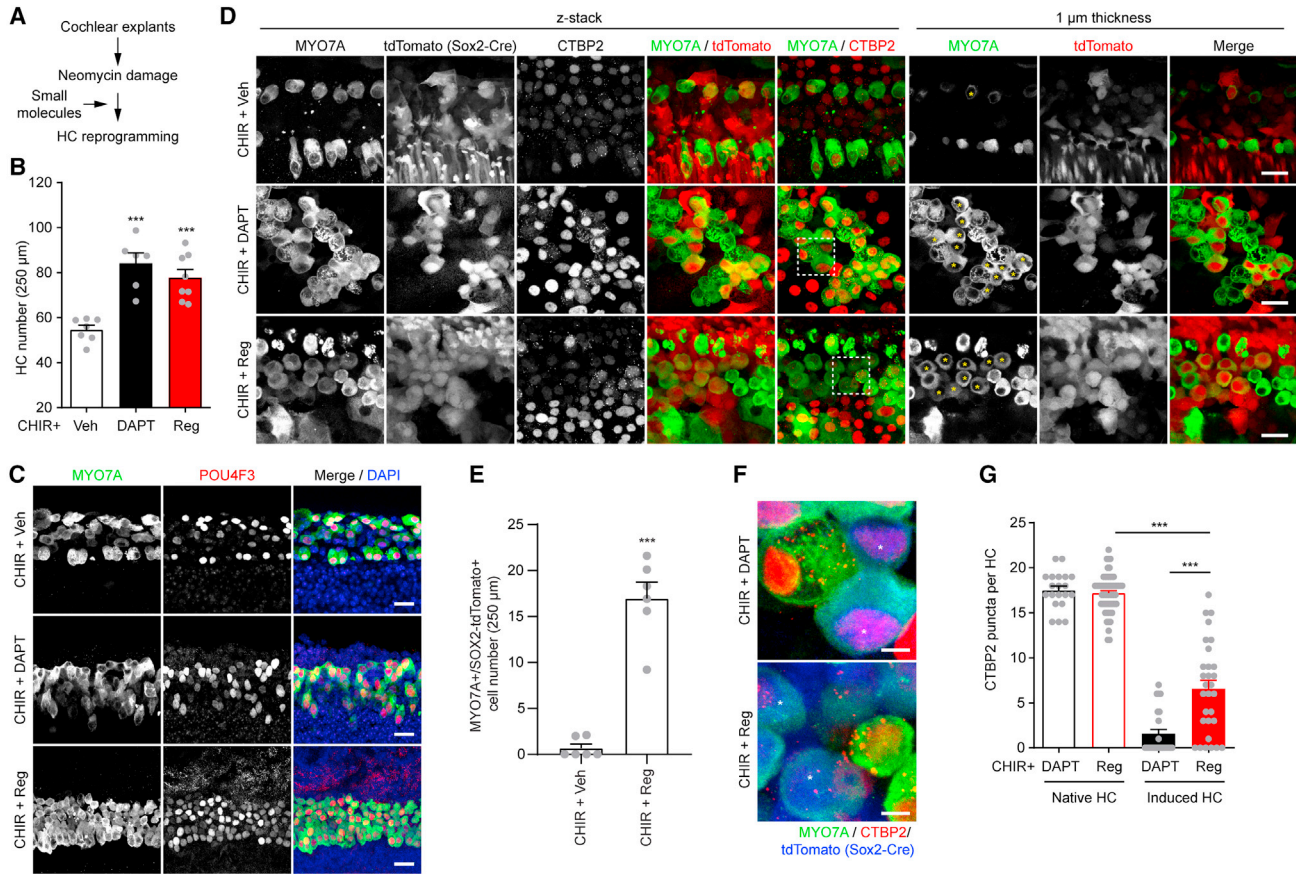 A
Cochlear explants
Neomycin damage
Small
molecules
HC reprogramming
B
HC number (250 µm)
120
100
80
60
40
20
***
***
CHIR+ Veh DAPT Reg
C
MYO7A POU4F3 Merge / DAPI
CHIR + Veh
CHIR + DAPT
CHIR + Reg
D
z-stack 1 µm thickness
MYO7A tdTomato (Sox2-Cre) CTBP2 MYO7A / tdTomato MYO7A / CTBP2 MYO7A tdTomato Merge
CHIR + Veh
CHIR + DAPT
CHIR + Reg
E
MYO7A+/SOX2-tdTomato+
cell number (250 µm)
25
20
15
10
5
0
***
CHIR + Veh
CHIR + Reg
F
CHIR + DAPT
CHIR + Reg
MYO7A / CTBP2/
tdTomato (Sox2-Cre)
G
CTBP2 puncta per HC
25
20
15
10
5
0
***
***
CHIR+ DAPT Reg DAPT Reg
Native HC Induced HC